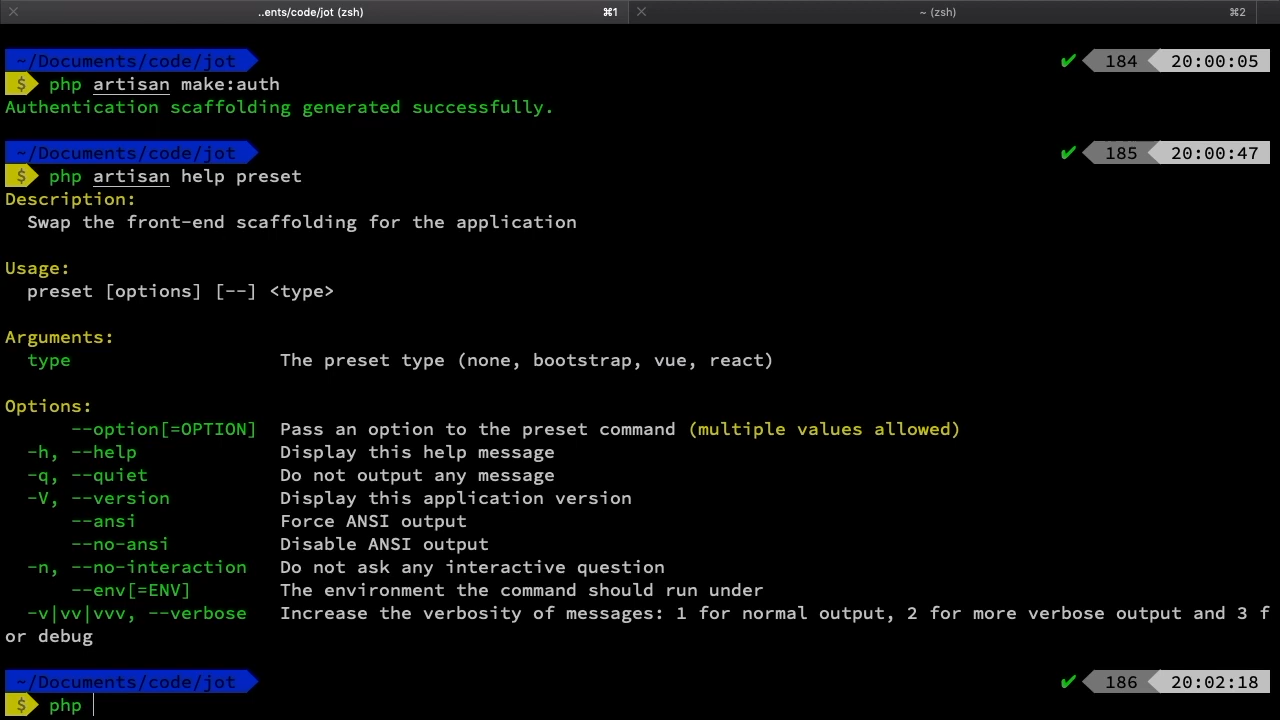 ..ents/code/jot (zsh) ⌘1 ~ (zsh) ⌘2
~/Documents/code/jot ✔ 184 20:00:05
$ php artisan make:auth
Authentication scaffolding generated successfully.
~/Documents/code/jot ✔ 185 20:00:47
$ php artisan help preset
Description:
Swap the front-end scaffolding for the application
Usage:
preset [options] [--] <type>
Arguments:
type The preset type (none, bootstrap, vue, react)
Options:
--option[=OPTION] Pass an option to the preset command (multiple values allowed)
-h, --help Display this help message
-q, --quiet Do not output any message
-V, --version Display this application version
--ansi Force ANSI output
--no-ansi Disable ANSI output
-n, --no-interaction Do not ask any interactive question
--env[=ENV] The environment the command should run under
-v|vv|vvv, --verbose Increase the verbosity of messages: 1 for normal output, 2 for more verbose output and 3 f
or debug
~/Documents/code/jot ✔ 186 20:02:18
$ php